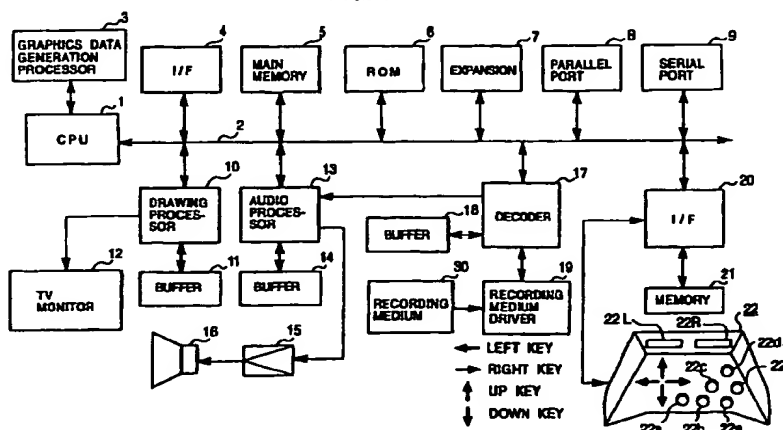 3
4
5
6
7
8
9
GRAPHICS DATA
GENERATION
PROCESSOR
I/F
MAIN
MEMORY
ROM
EXPANSION
PARALLEL
PORT
SERIAL
PORT
1
CPU
2
10
13
17
20
DRAWING
PROCES-
SOR
AUDIO
PROCES-
SOR
DECODER
I/F
18
BUFFER
12
TV
MONITOR
11
BUFFER
14
BUFFER
30
RECORDING
MEDIUM
19
RECORDING
MEDIUM
DRIVER
21
MEMORY
16
15
LEFT KEY
RIGHT KEY
UP KEY
DOWN KEY
22L
22R
22
22d
22c
22
22a
22b